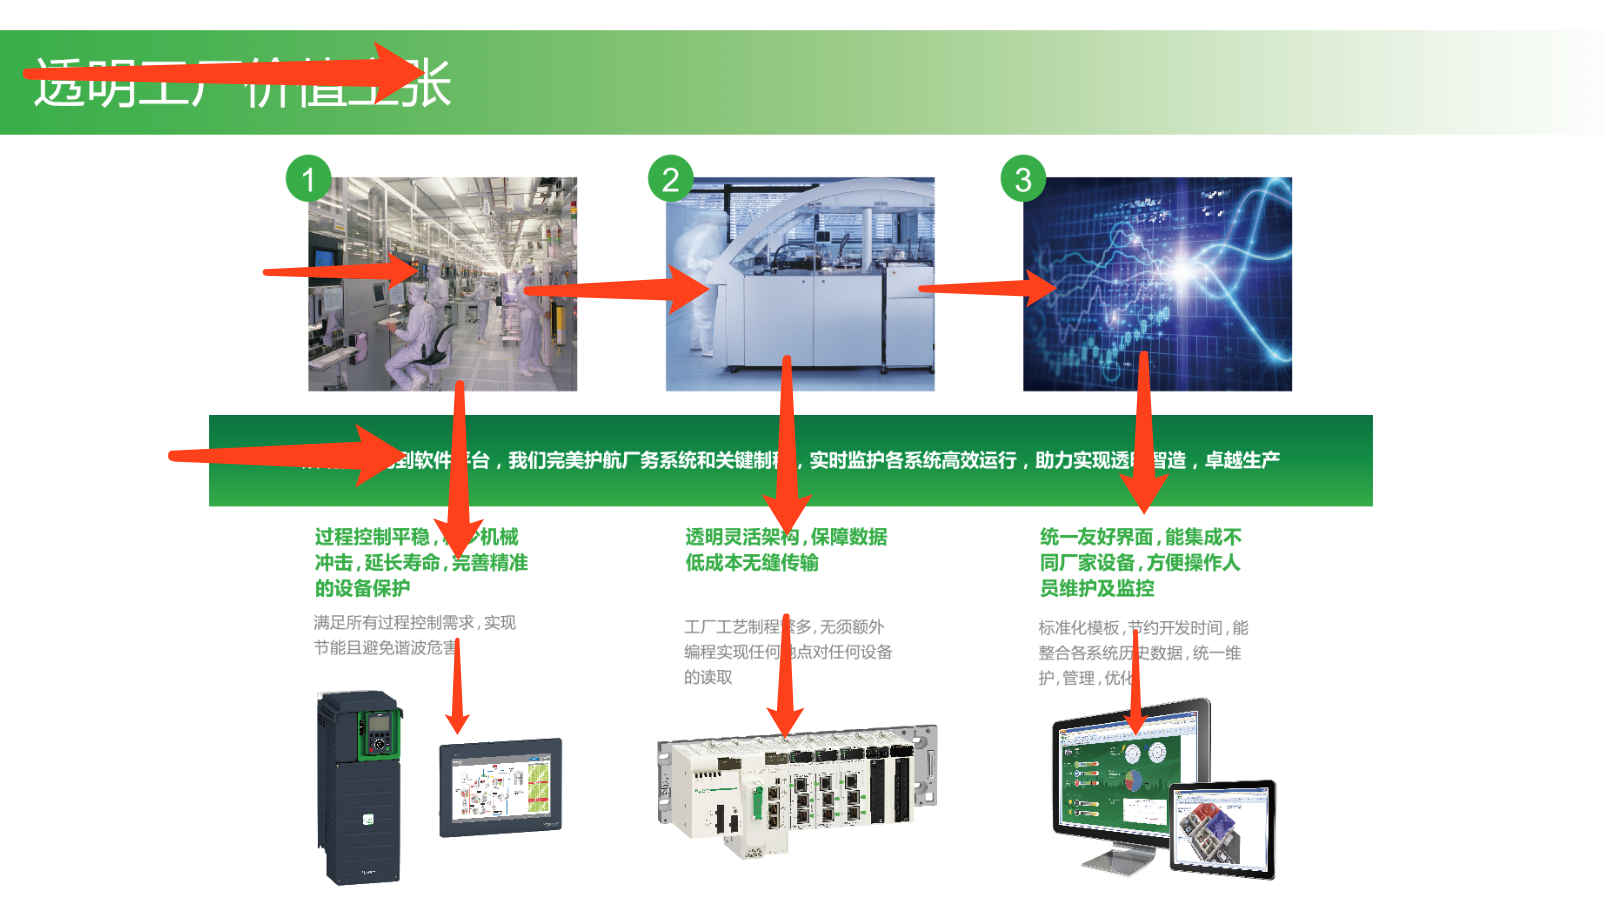 透明工厂价值主张
1
2
3
到软件平台，我们完美护航厂务系统和关键制程，实时监护各系统高效运行，助力实现透明智造，卓越生产
过程控制平稳,减少机械
冲击,延长寿命,完善精准
的设备保护
满足所有过程控制需求,实现
节能且避免谐波危害
透明灵活架构,保障数据
低成本无缝传输
工厂工艺制程繁多,无须额外
编程实现任何地点对任何设备
的读取
统一友好界面,能集成不
同厂家设备,方便操作人
员维护及监控
标准化模板,节约开发时间,能
整合各系统历史数据,统一维
护,管理,优化